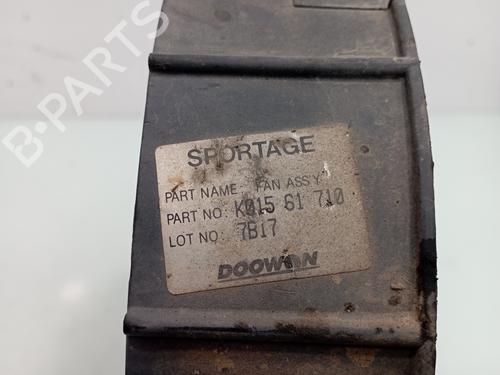 B-PARTS
SPORTAGE
PART NAME : FAN ASS'Y
PART NO: K015 61 710
LOT NO: 7B17
DOOWON